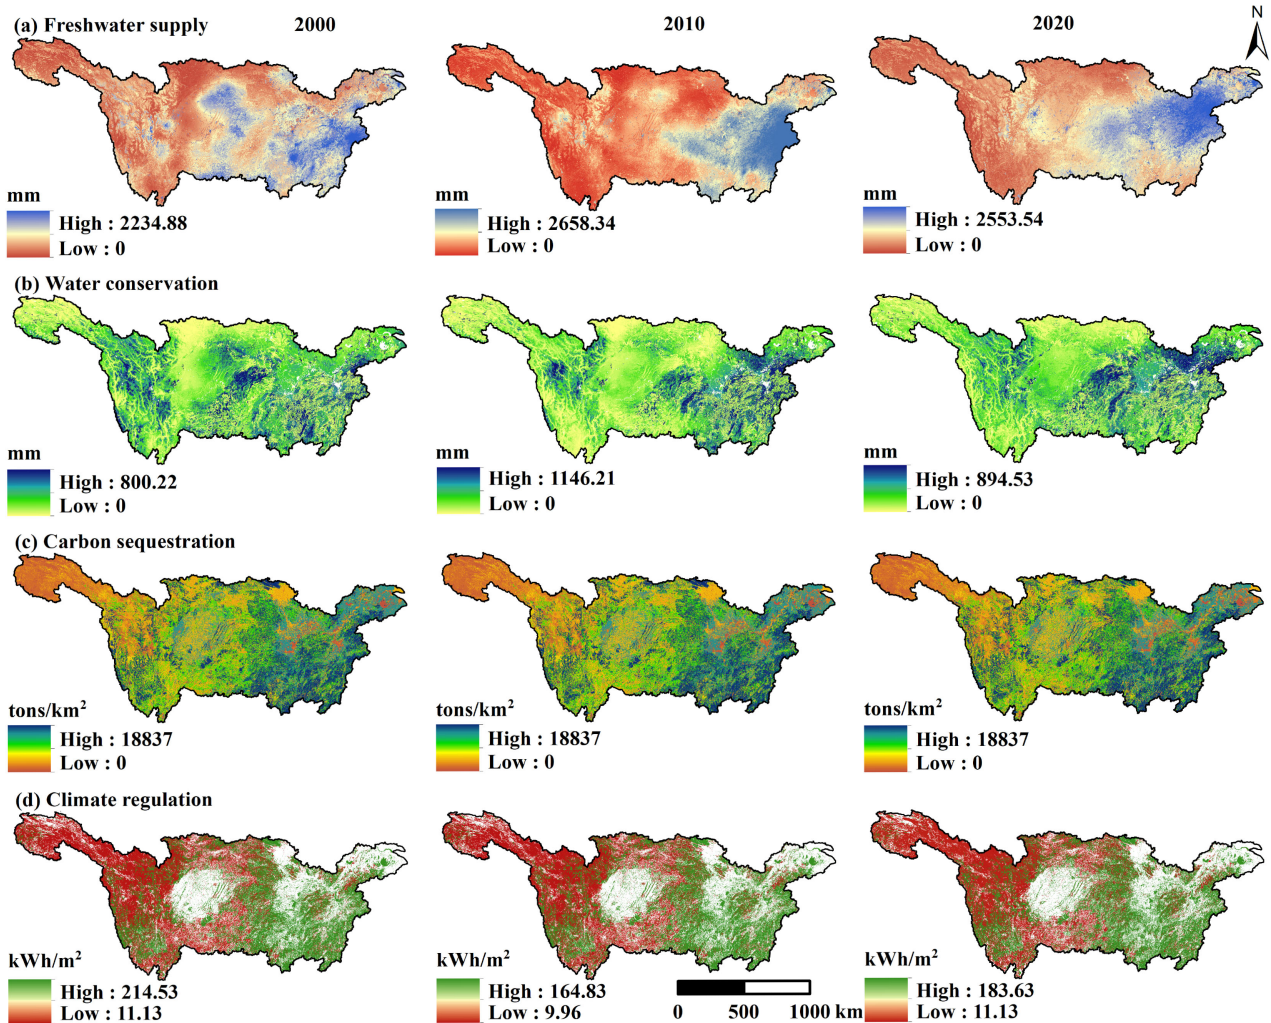 (a) Freshwater supply 2000 2010 2020 N
mm mm mm
High : 2234.88 High : 2658.34 High : 2553.54
Low : 0 Low : 0 Low : 0
(b) Water conservation
mm mm mm
High : 800.22 High : 1146.21 High : 894.53
Low : 0 Low : 0 Low : 0
(c) Carbon sequestration
tons/km² tons/km² tons/km²
High : 18837 High : 18837 High : 18837
Low : 0 Low : 0 Low : 0
(d) Climate regulation
kWh/m² kWh/m² kWh/m²
High : 214.53 High : 164.83 High : 183.63
Low : 11.13 Low : 9.96 Low : 11.13
0 500 1000 km